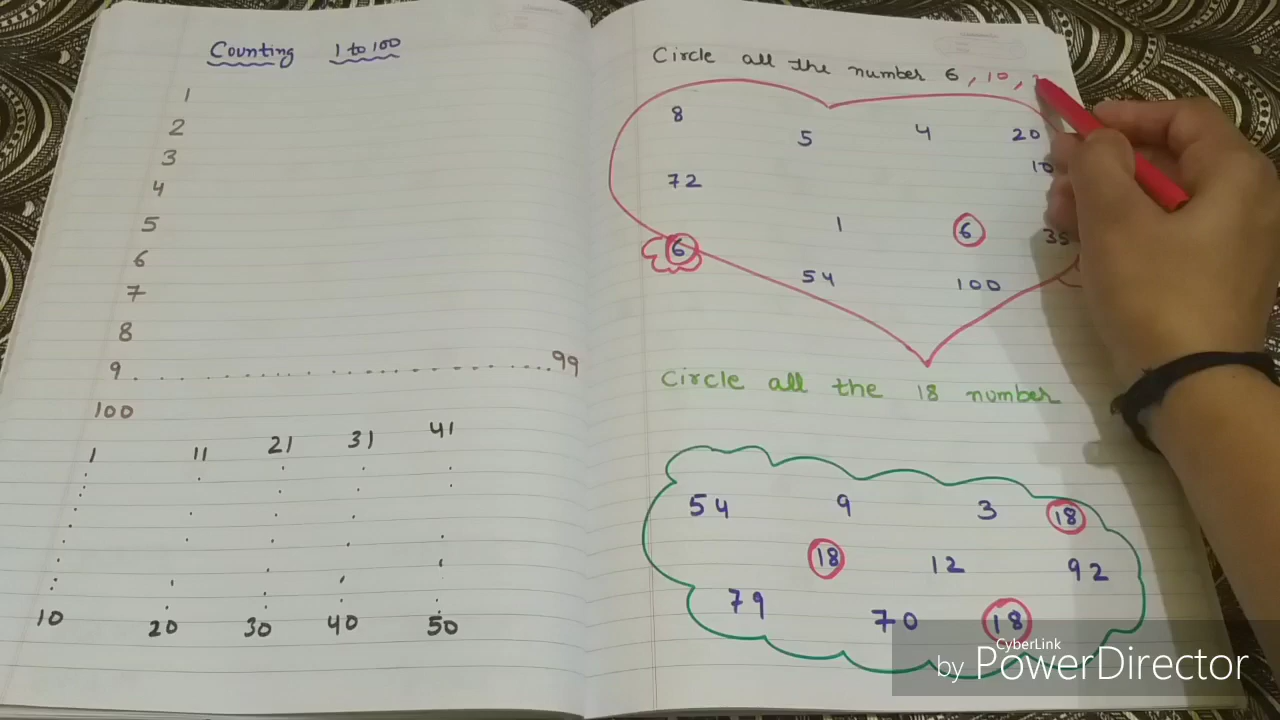 Counting 1 to 100
1
2
3
4
5
6
7
8
9 . . . . . . . . . . . . . . . . . . 99
100
1 11 21 31 41
10 20 30 40 50
Circle all the number 6, 10,
8 5 4 20
10
72
1 6 35
6
54 100
Circle all the 18 number
54 9 3 18
18 12 92
79 70 18
CyberLink
by PowerDirector